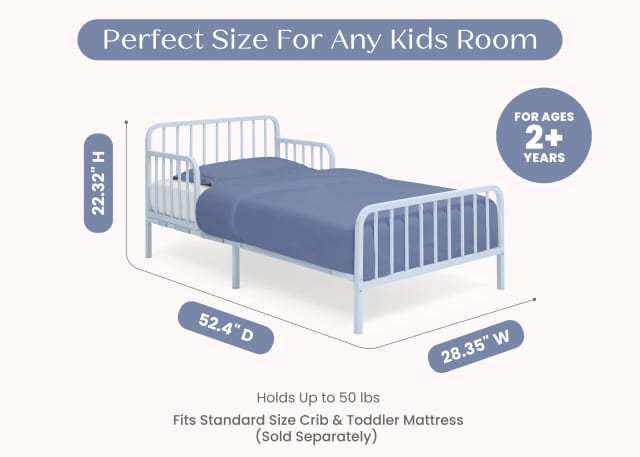 Perfect Size For Any Kids Room
FOR AGES
2+
YEARS
22.32" H
52.4" D
28.35" W
Holds Up to 50 lbs
Fits Standard Size Crib & Toddler Mattress
(Sold Separately)